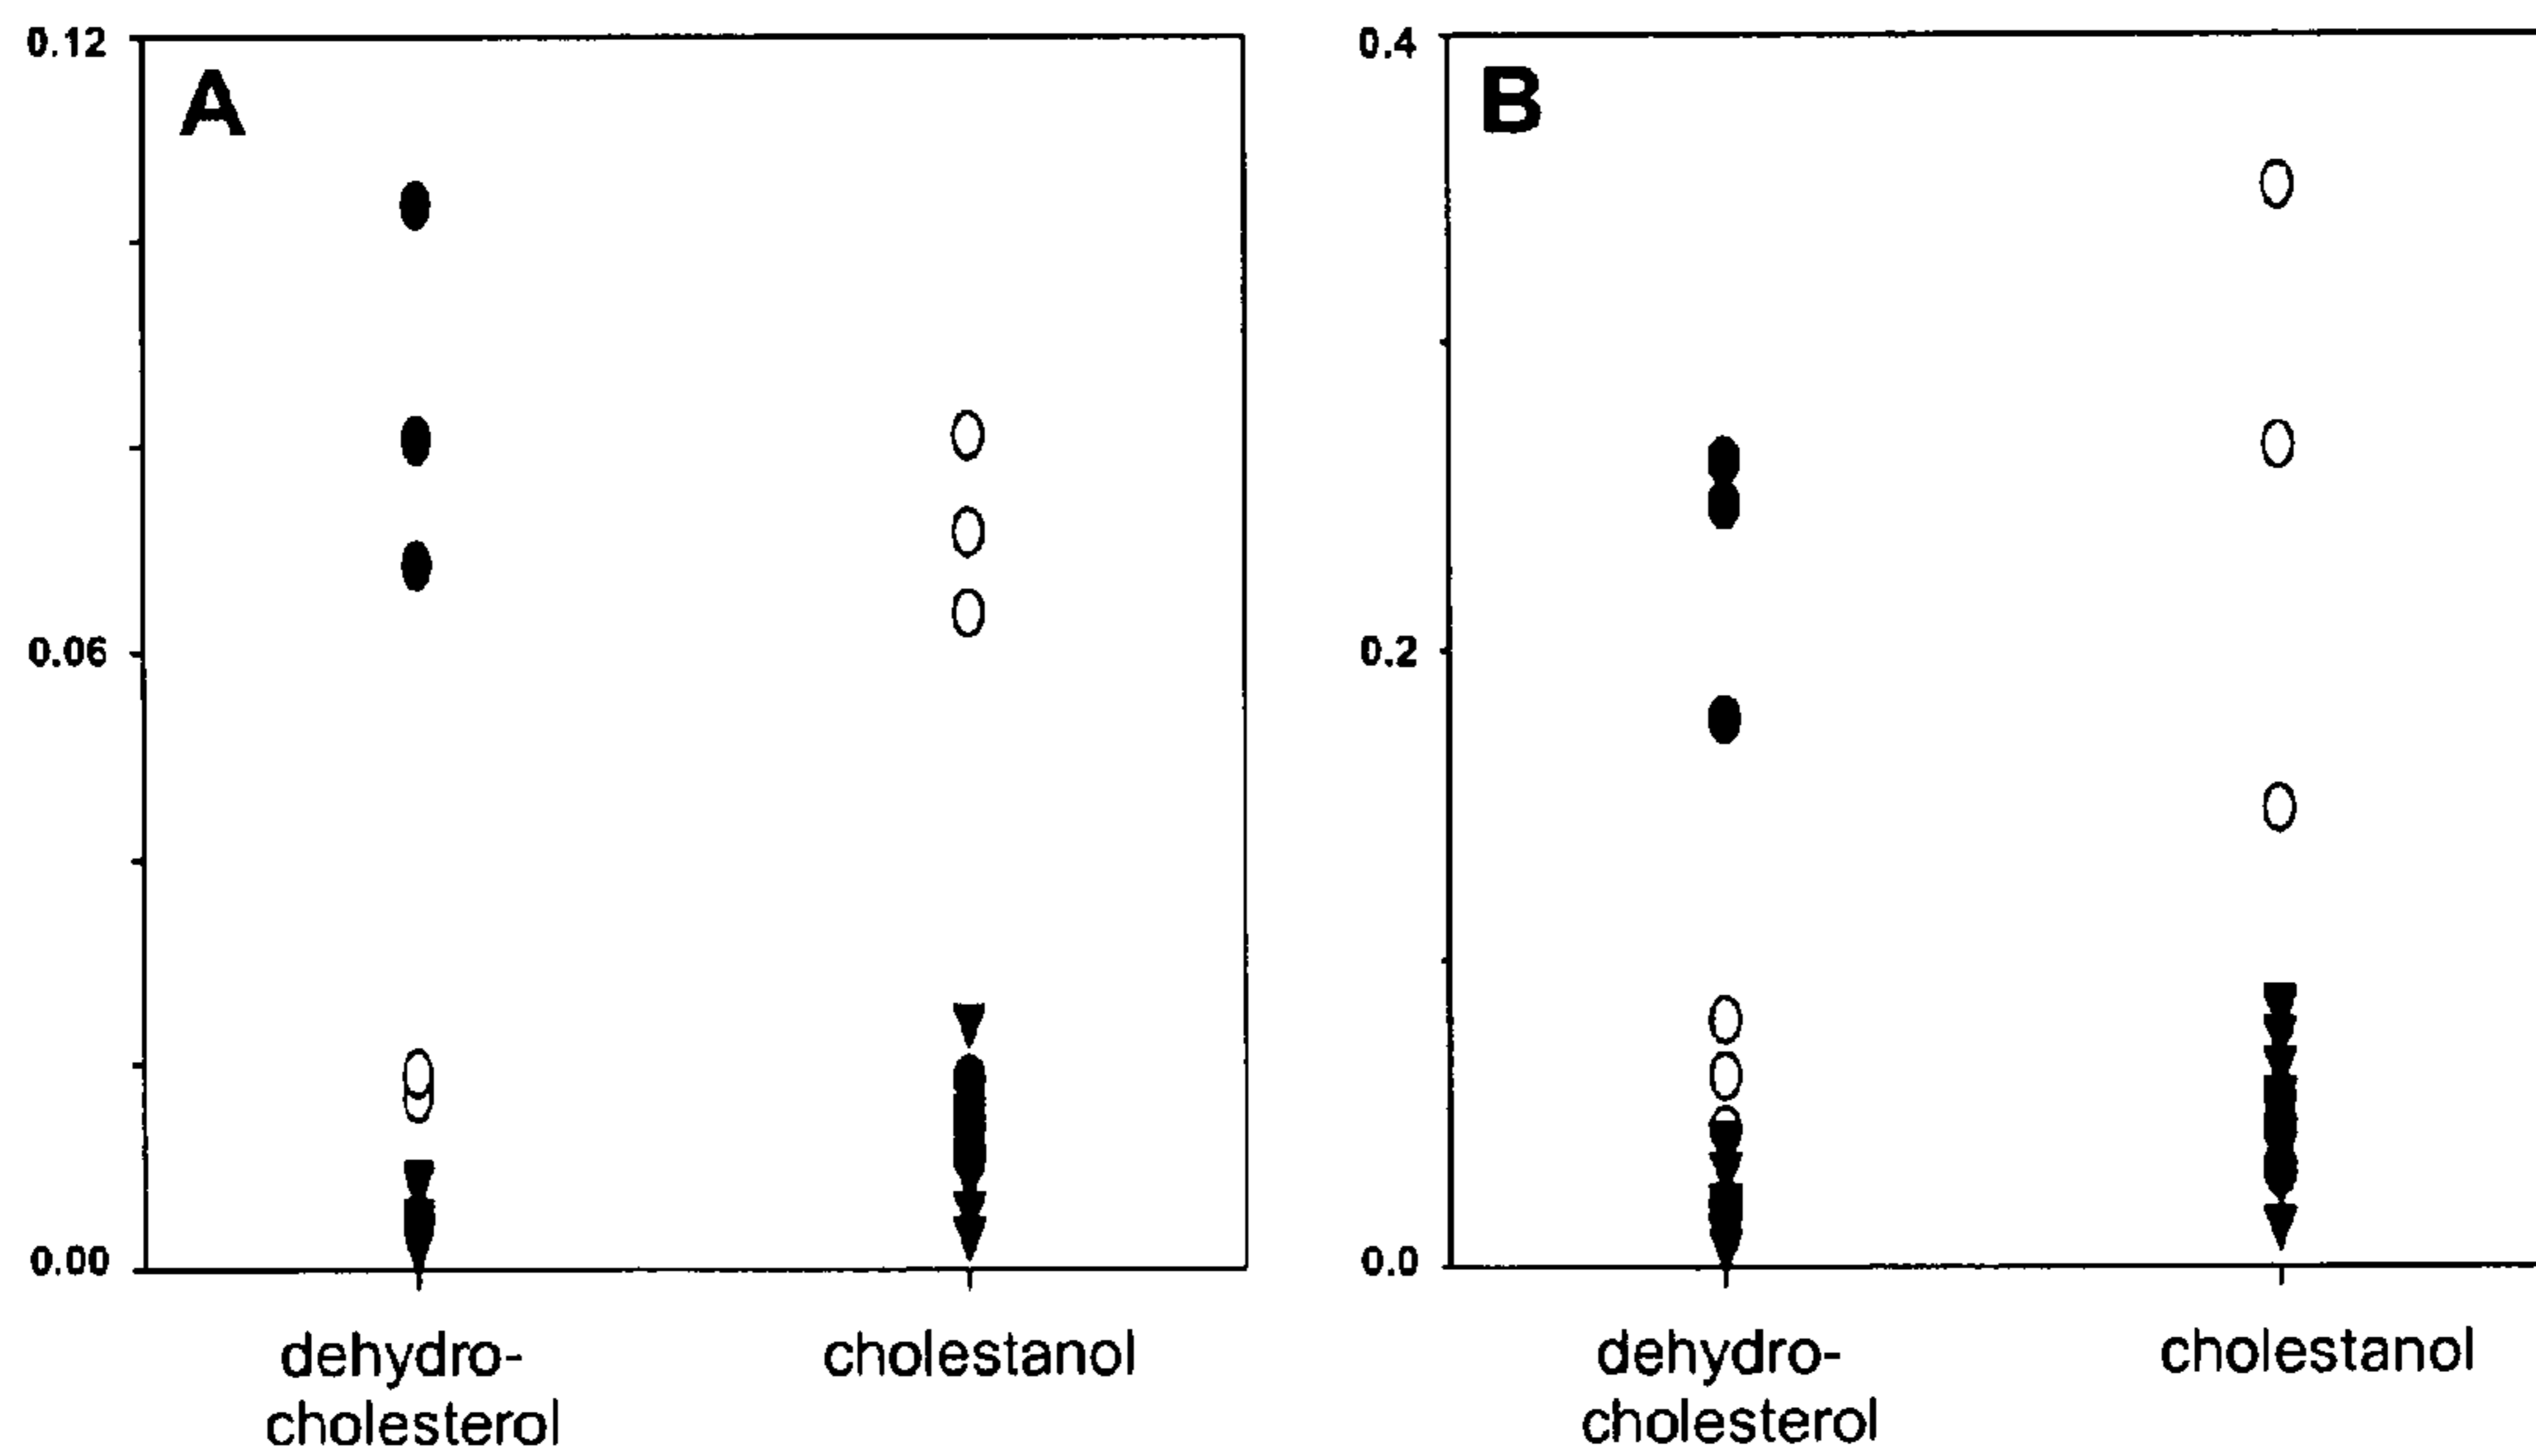 A
0.12
0.06
0.00
dehydro-
cholesterol
cholestanol
B
0.4
0.2
0.0
dehydro-
cholesterol
cholestanol